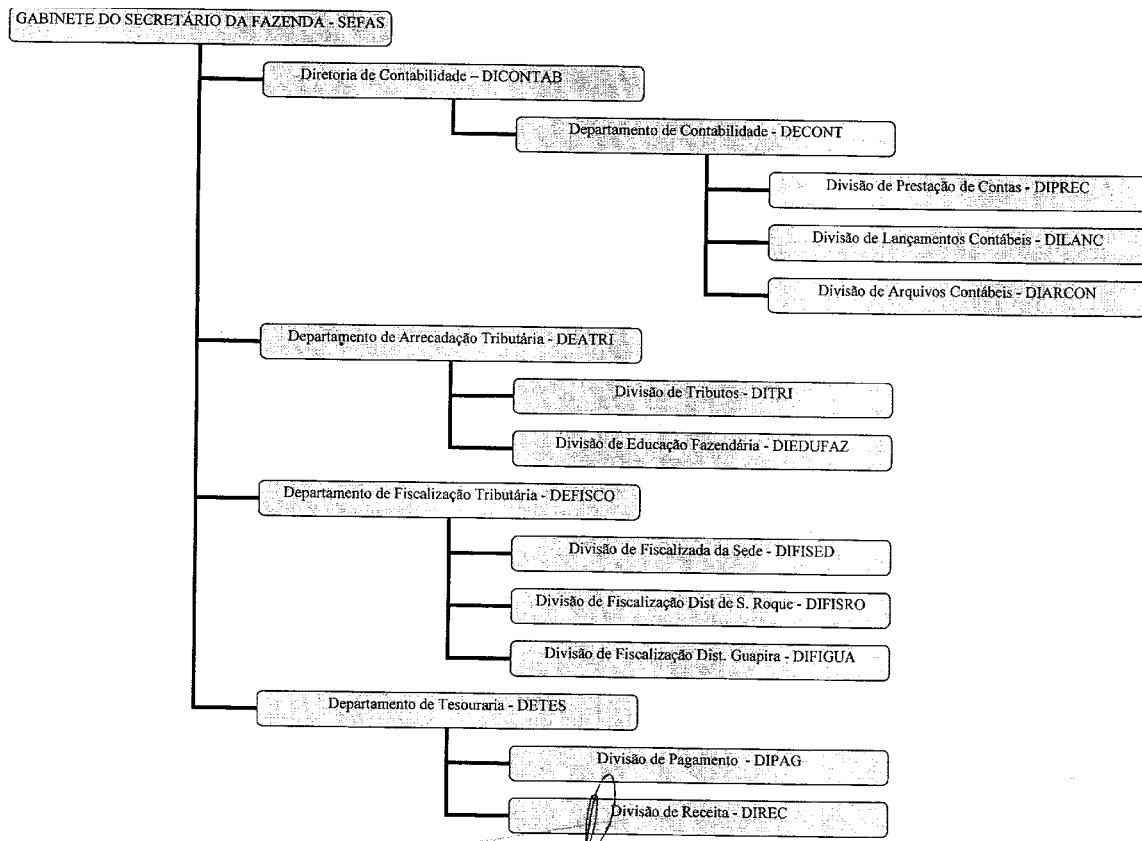 GABINETE DO SECRETÁRIO DA FAZENDA - SEFAS
Diretoria de Contabilidade – DICONTAB
Departamento de Contabilidade - DECONT
Divisão de Prestação de Contas - DIPREC
Divisão de Lançamentos Contábeis - DILANC
Divisão de Arquivos Contábeis - DIARCON
Departamento de Arrecadação Tributária - DEATRI
Divisão de Tributos - DITRI
Divisão de Educação Fazendária - DIEDUFAZ
Departamento de Fiscalização Tributária - DEFISCO
Divisão de Fiscalizada da Sede - DIFISED
Divisão de Fiscalização Dist de S. Roque - DIFISRO
Divisão de Fiscalização Dist. Guapira - DIFIGUA
Departamento de Tesouraria - DETES
Divisão de Pagamento - DIPAG
Divisão de Receita - DIREC